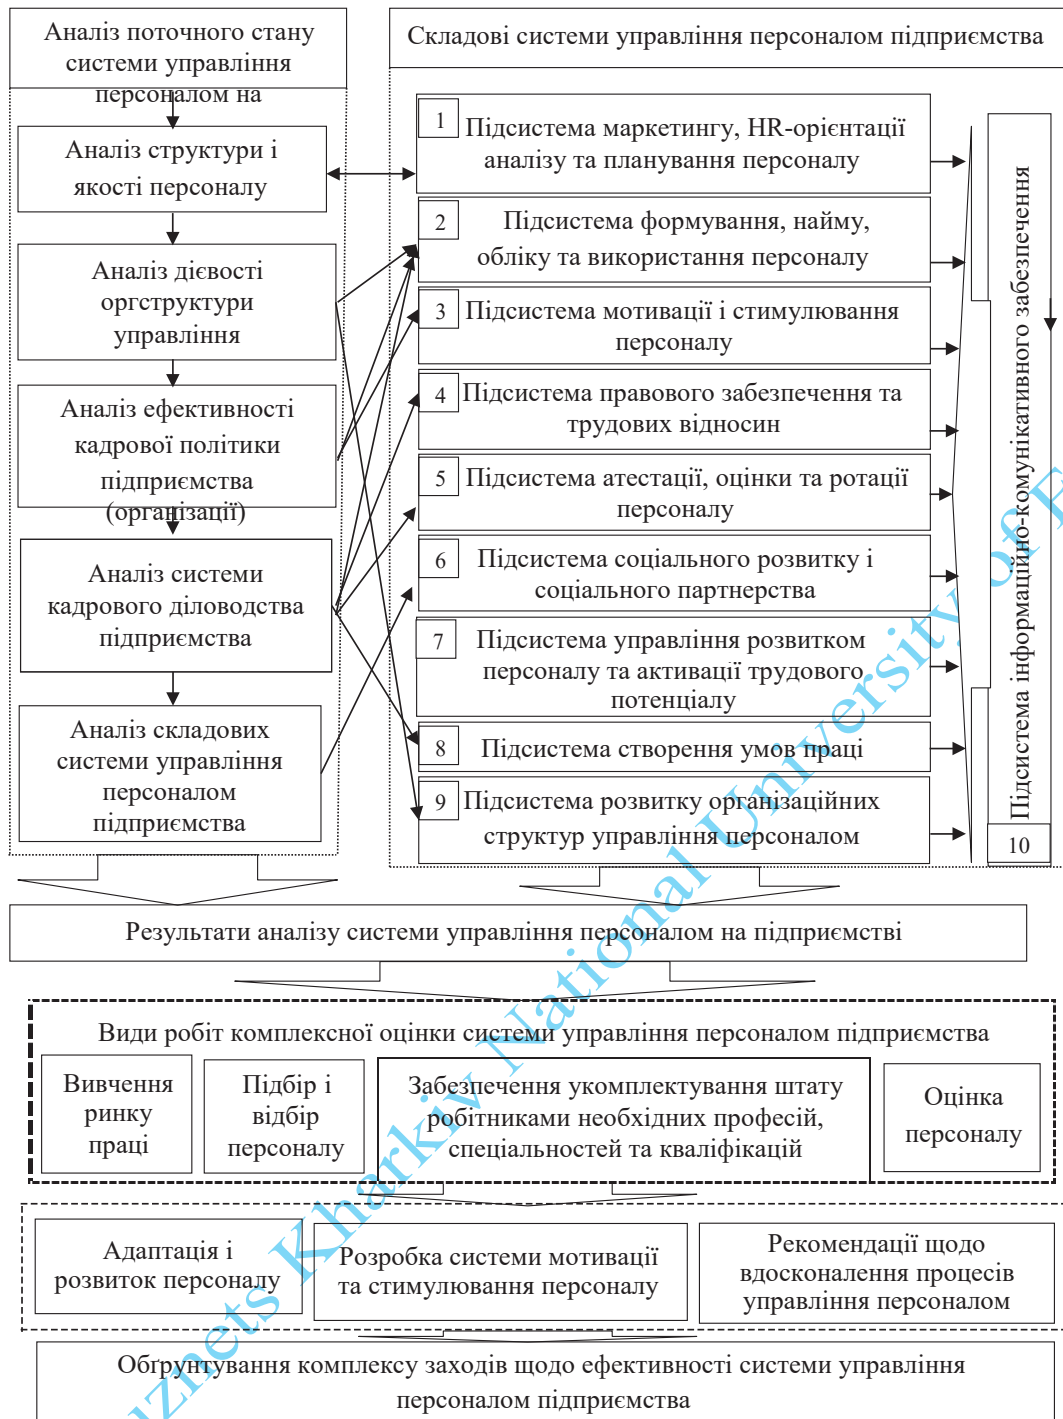 Аналіз поточного стану
системи управління
персоналом на
Аналіз структури і
якості персоналу
Аналіз дієвості
оргструктури
управління
Аналіз ефективності
кадрової політики
підприємства
(організації)
Аналіз системи
кадрового діловодства
підприємства
Аналіз складових
системи управління
персоналом
підприємства
Складові системи управління персоналом підприємства
1
Підсистема маркетингу, HR-орієнтації
аналізу та планування персоналу
2
Підсистема формування, найму,
обліку та використання персоналу
3
Підсистема мотивації і стимулювання
персоналу
4
Підсистема правового забезпечення та
трудових відносин
5
Підсистема атестації, оцінки та ротації
персоналу
6
Підсистема соціального розвитку і
соціального партнерства
7
Підсистема управління розвитком
персоналу та активації трудового
потенціалу
8
Підсистема створення умов праці
9
Підсистема розвитку організаційних
структур управління персоналом
Підсистема інформаційно-комунікативного забезпечення
10
Результати аналізу системи управління персоналом на підприємстві
Види робіт комплексної оцінки системи управління персоналом підприємства
Вивчення
ринку
праці
Підбір і
відбір
персоналу
Забезпечення укомплектування штату
робітниками необхідних професій,
спеціальностей та кваліфікацій
Оцінка
персоналу
Адаптація і
розвиток персоналу
Розробка системи мотивації
та стимулювання персоналу
Рекомендації щодо
вдосконалення процесів
управління персоналом
Обґрунтування комплексу заходів щодо ефективності системи управління
персоналом підприємства
uznets Kharkiv National University of E